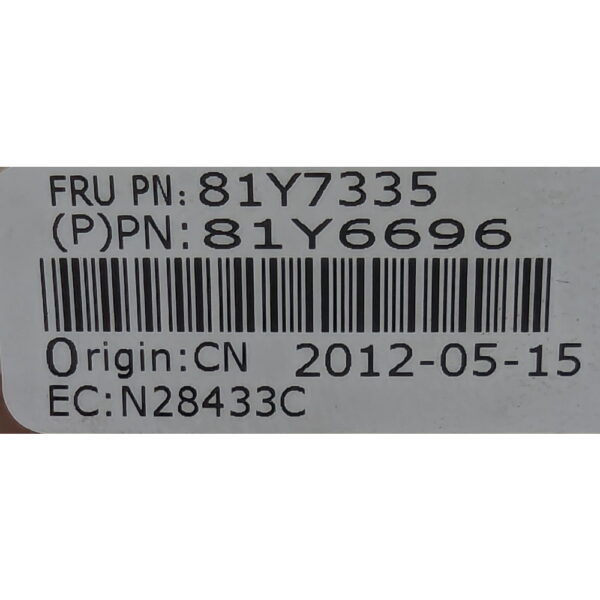 FRU PN: 81Y7335
(P)PN: 81Y6696
Origin:CN 2012-05-15
EC:N28433C